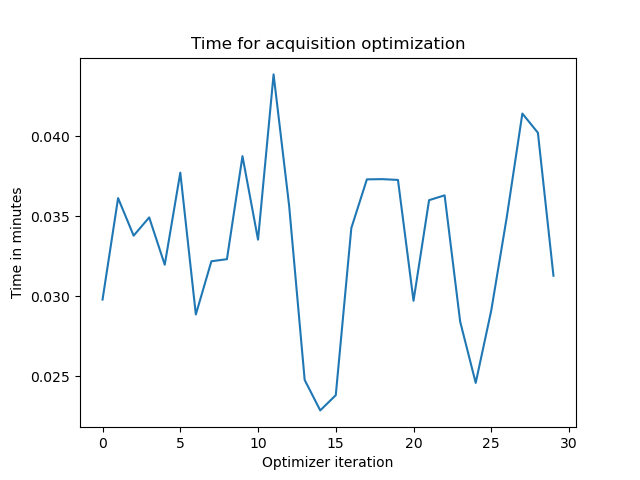 Time for acquisition optimization
Time in minutes
0.040
0.035
0.030
0.025
0 5 10 15 20 25 30
Optimizer iteration